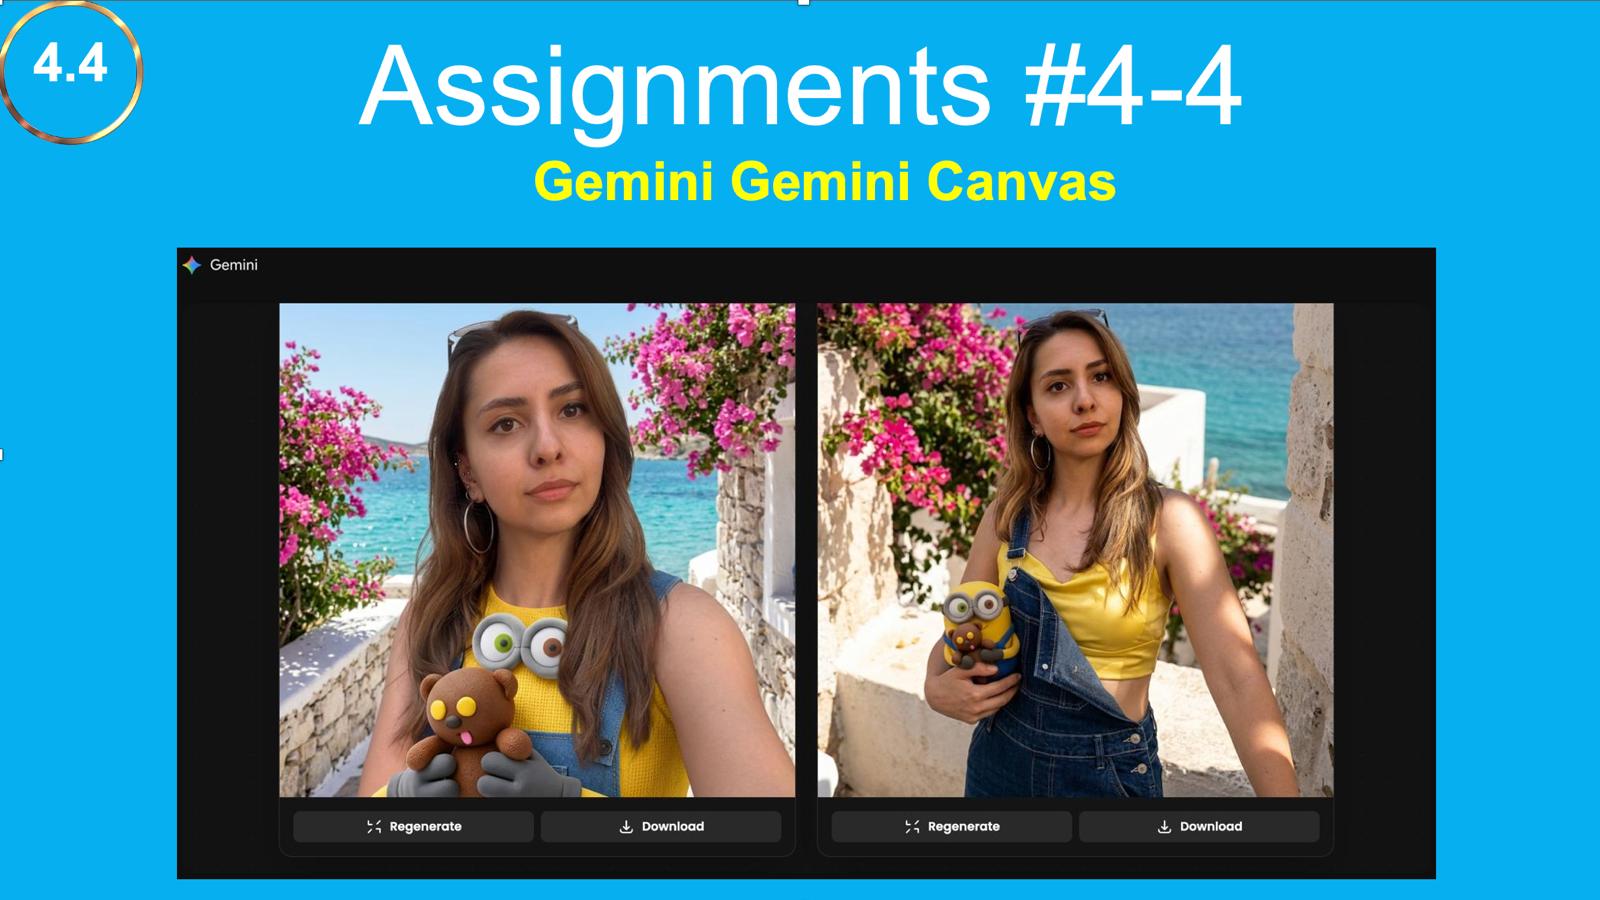 4.4
Assignments #4-4
Gemini Gemini Canvas
Gemini
Regenerate
Download
Regenerate
Download